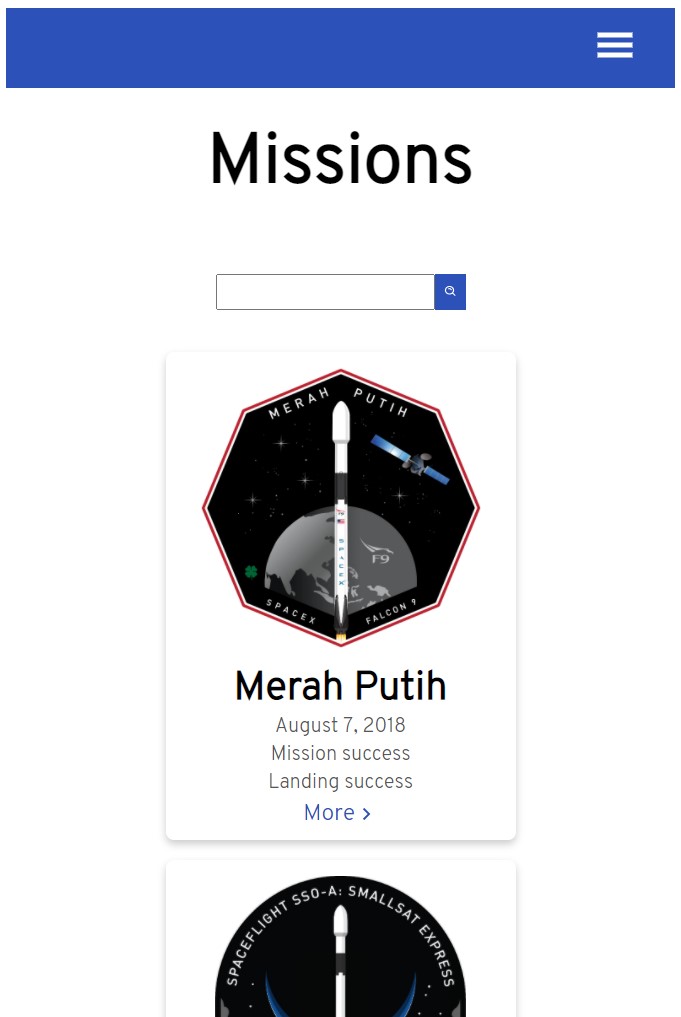 Missions
MERAH PUTIH
F9
SPACEX
SPACEX
FALCON 9
Merah Putih
August 7, 2018
Mission success
Landing success
More
SPACEFLIGHT SSO-A: SMALLSAT EXPRESS